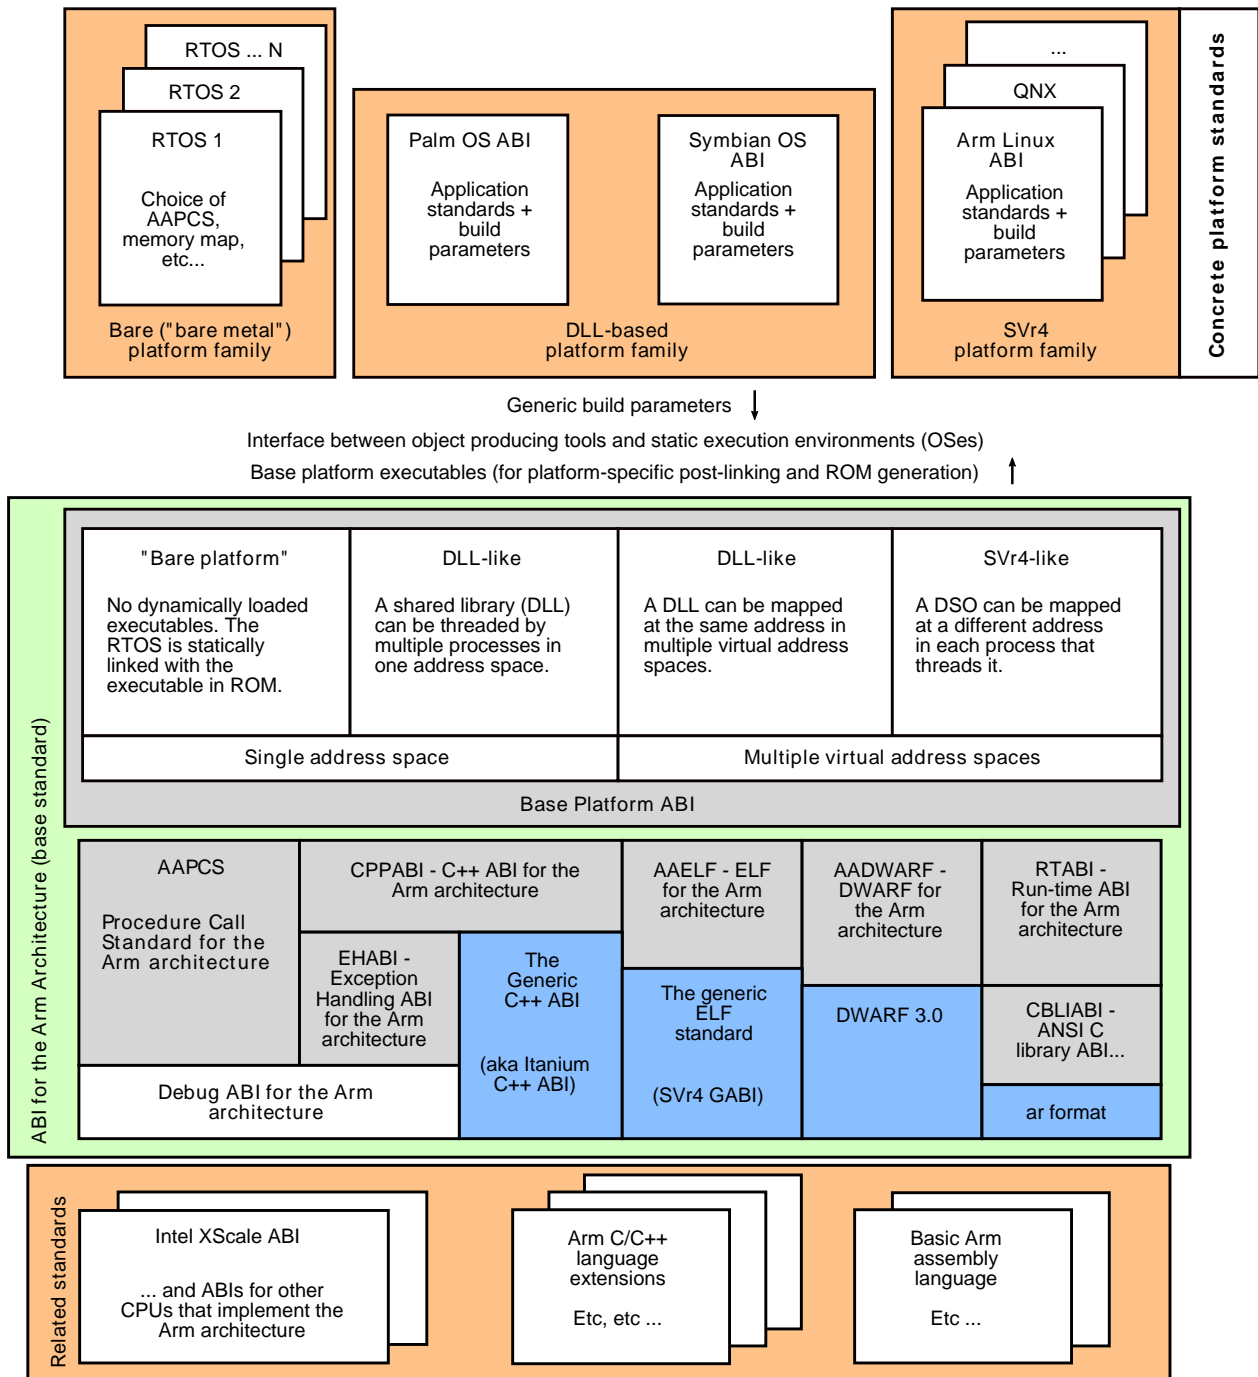 RTOS ... N
RTOS 2
RTOS 1
Choice of
AAPCS,
memory map,
etc...
Bare ("bare metal")
platform family
Palm OS ABI
Application
standards +
build
parameters
Symbian OS
ABI
Application
standards +
build
parameters
DLL-based
platform family
...
QNX
Arm Linux
ABI
Application
standards +
build
parameters
SVr4
platform family
Concrete platform standards
Generic build parameters
Interface between object producing tools and static execution environments (OSes)
Base platform executables (for platform-specific post-linking and ROM generation)
ABI for the Arm Architecture (base standard)
"Bare platform"
No dynamically loaded
executables. The
RTOS is statically
linked with the
executable in ROM.
DLL-like
A shared library (DLL)
can be threaded by
multiple processes in
one address space.
DLL-like
A DLL can be mapped
at the same address in
multiple virtual address
spaces.
SVr4-like
A DSO can be mapped
at a different address
in each process that
threads it.
Single address space
Multiple virtual address spaces
Base Platform ABI
AAPCS
Procedure Call
Standard for the
Arm architecture
CPPABI - C++ ABI for the
Arm architecture
EHABI -
Exception
Handling ABI
for the Arm
architecture
The
Generic
C++ ABI
(aka Itanium
C++ ABI)
Debug ABI for the Arm
architecture
AAELF - ELF
for the Arm
architecture
The generic
ELF
standard
(SVr4 GABI)
AADWARF -
DWARF for
the Arm
architecture
DWARF 3.0
RTABI -
Run-time ABI
for the Arm
architecture
CBLIABI -
ANSI C
library ABI...
ar format
Related standards
Intel XScale ABI
... and ABIs for other
CPUs that implement the
Arm architecture
Arm C/C++
language
extensions
Etc, etc ...
Basic Arm
assembly
language
Etc ...